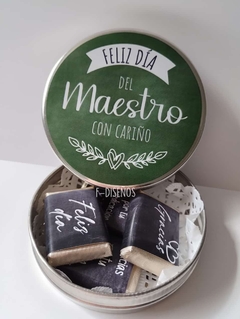 FELIZ DÍA
DEL
Maestro
CON CARIÑO
F-DISEÑOS
Feliz
día
Gracias